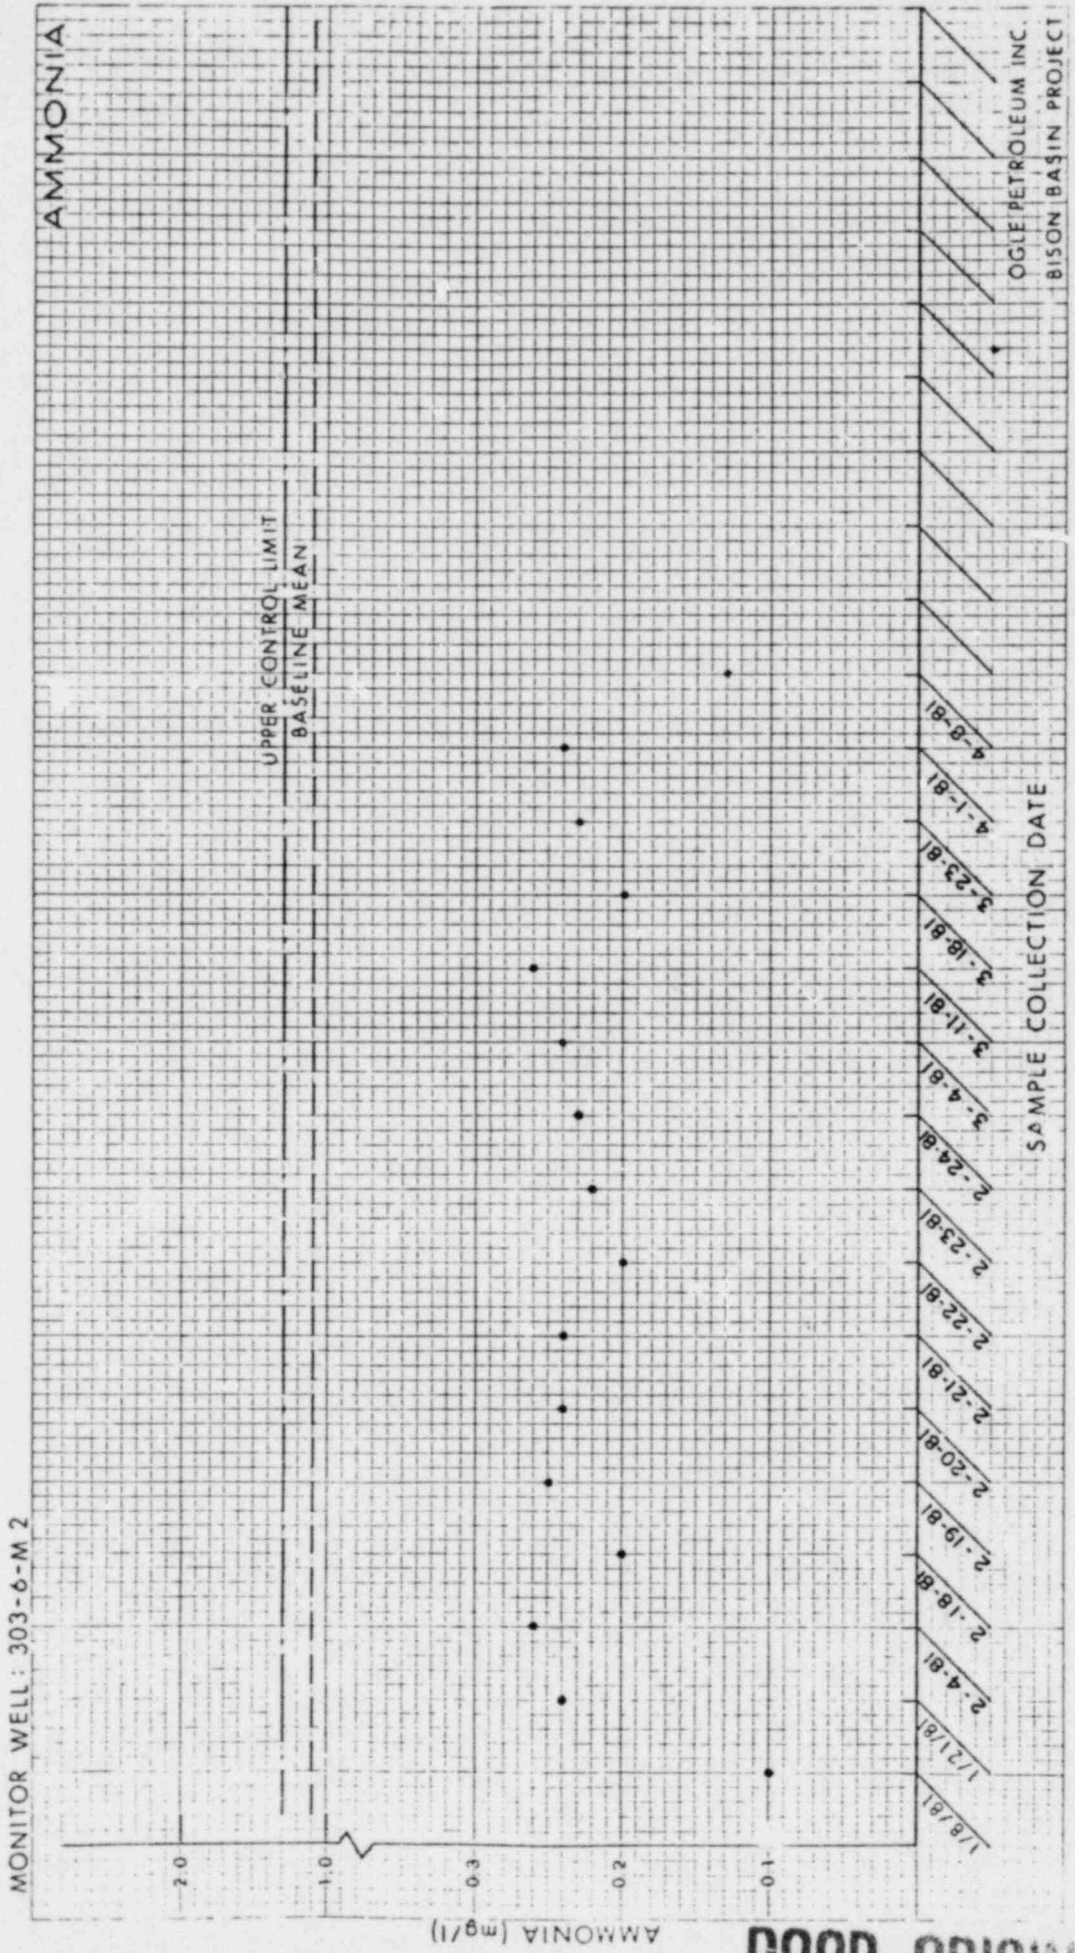 MONITOR WELL: 303-6-M 2
AMMONIA
UPPER CONTROL LIMIT
BASELINE MEAN
AMMONIA (mg/l)
2.0
1.0
0.3
0.2
0.1
1/8/81
1/21/81
2-4-81
2-18-81
2-19-81
2-20-81
2-21-81
2-22-81
2-23-81
2-24-81
3-4-81
3-11-81
3-18-81
3-23-81
4-1-81
4-8-81
SAMPLE COLLECTION DATE
OGLE PETROLEUM INC.
BISON BASIN PROJECT